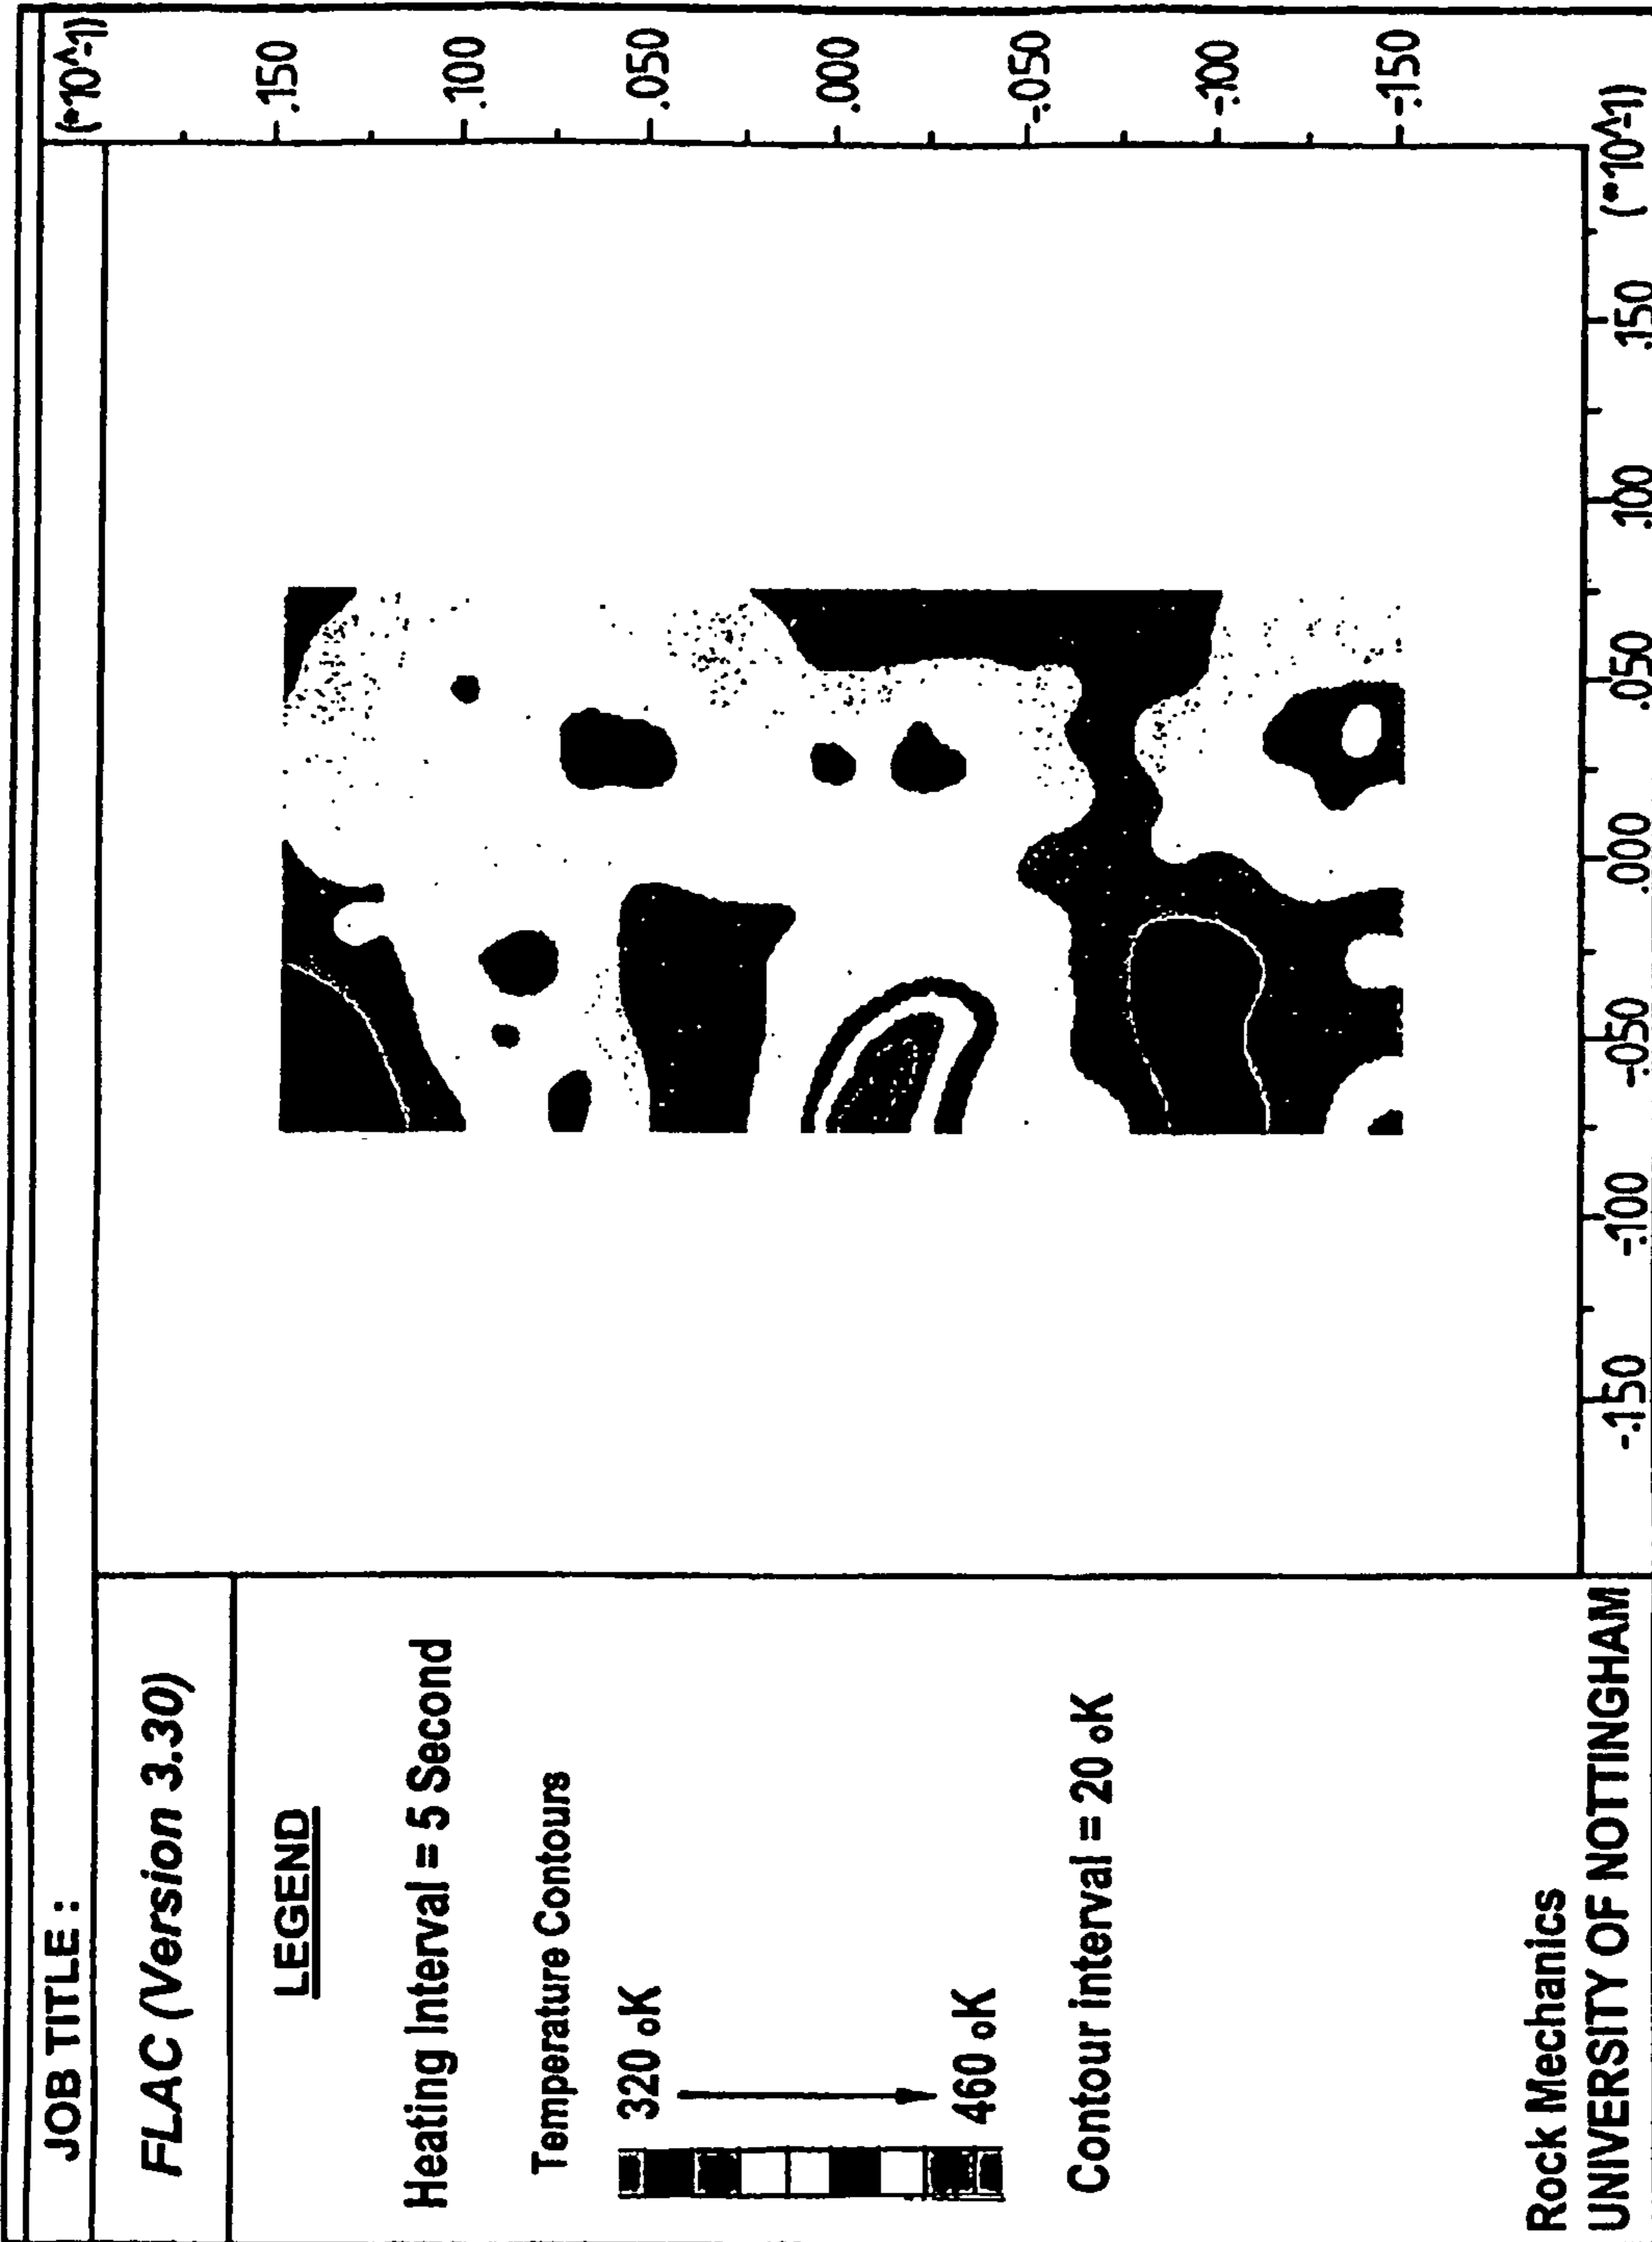 JOB TITLE :
FLAC (Version 3.30)
LEGEND
Heating Interval = 5 Second
Temperature Contours
320 oK
460 oK
Contour interval = 20 oK
Rock Mechanics
UNIVERSITY OF NOTTINGHAM
(*10^-1)
.150
.100
.050
.000
-.050
-.100
-.150
-.150
-.100
-.050
.000
.050
.100
.150
(*10^-1)